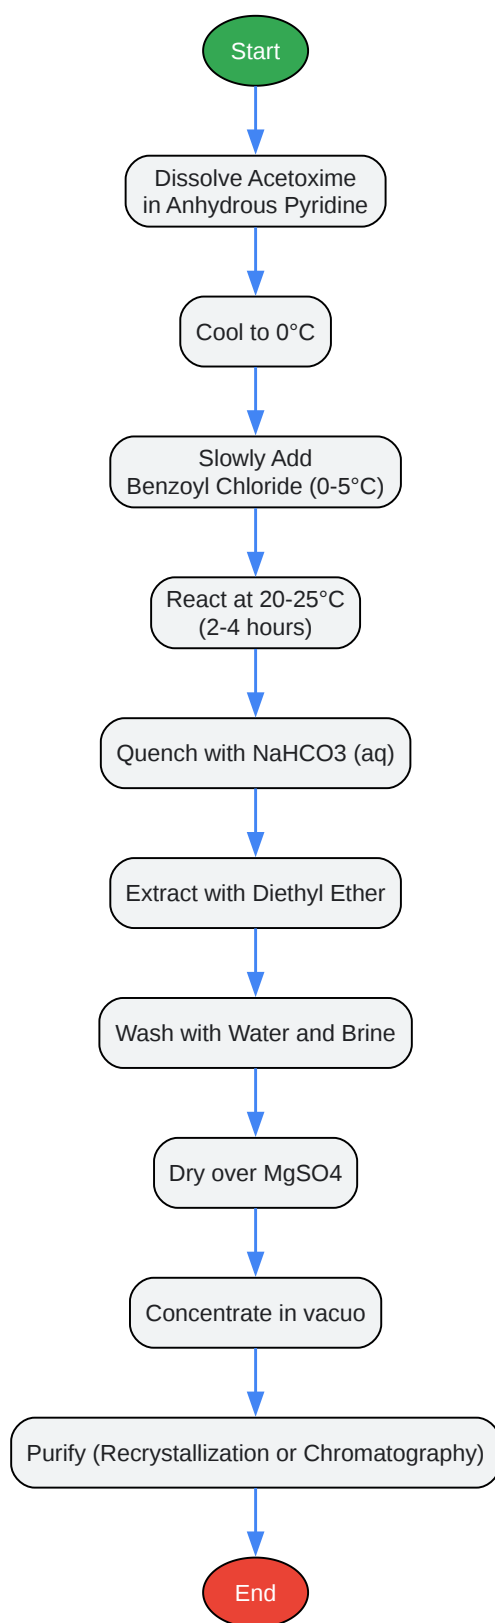 Start
Dissolve Acetoxime
in Anhydrous Pyridine
Cool to 0°C
Slowly Add
Benzoyl Chloride (0-5°C)
React at 20-25°C
(2-4 hours)
Quench with NaHCO3 (aq)
Extract with Diethyl Ether
Wash with Water and Brine
Dry over MgSO4
Concentrate in vacuo
Purify (Recrystallization or Chromatography)
End